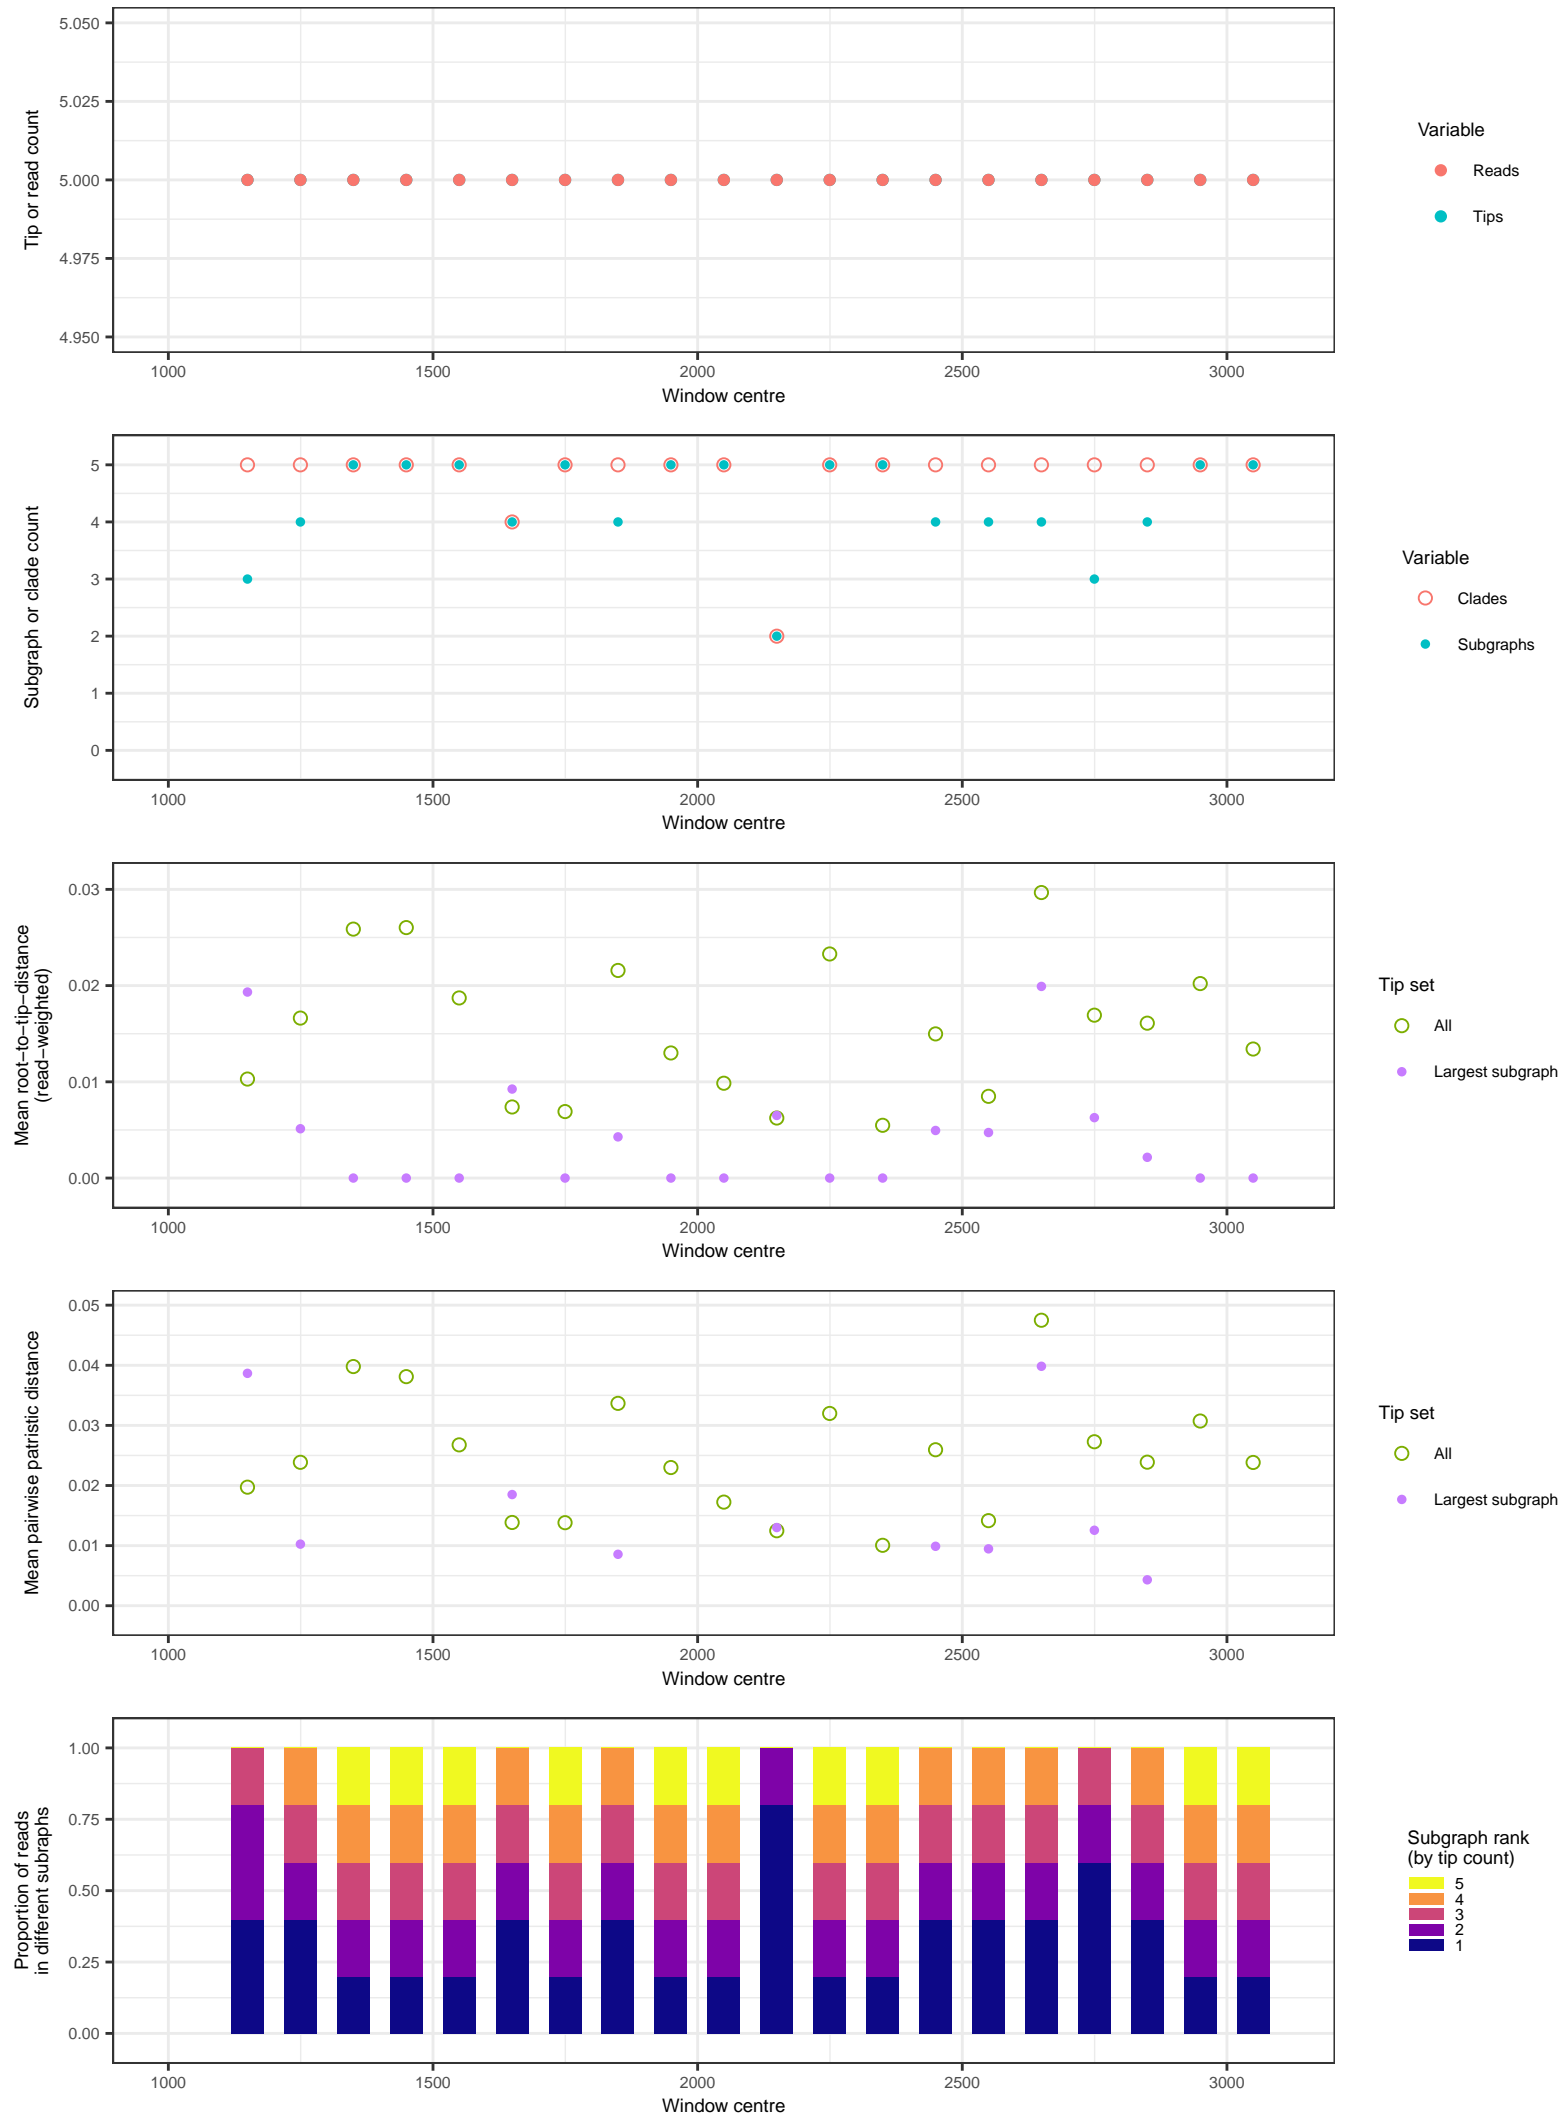 Tip or read count
5.050
5.025
5.000
4.975
4.950
1000 1500 2000 2500 3000
Window centre
Variable
Reads
Tips
Subgraph or clade count
5
4
3
2
1
0
1000 1500 2000 2500 3000
Window centre
Variable
Clades
Subgraphs
Mean root−to−tip−distance
(read−weighted)
0.03
0.02
0.01
0.00
1000 1500 2000 2500 3000
Window centre
Tip set
All
Largest subgraph
Mean pairwise patristic distance
0.05
0.04
0.03
0.02
0.01
0.00
1000 1500 2000 2500 3000
Window centre
Tip set
All
Largest subgraph
Proportion of reads
in different subraphs
1.00
0.75
0.50
0.25
0.00
1000 1500 2000 2500 3000
Window centre
Subgraph rank
(by tip count)
5
4
3
2
1